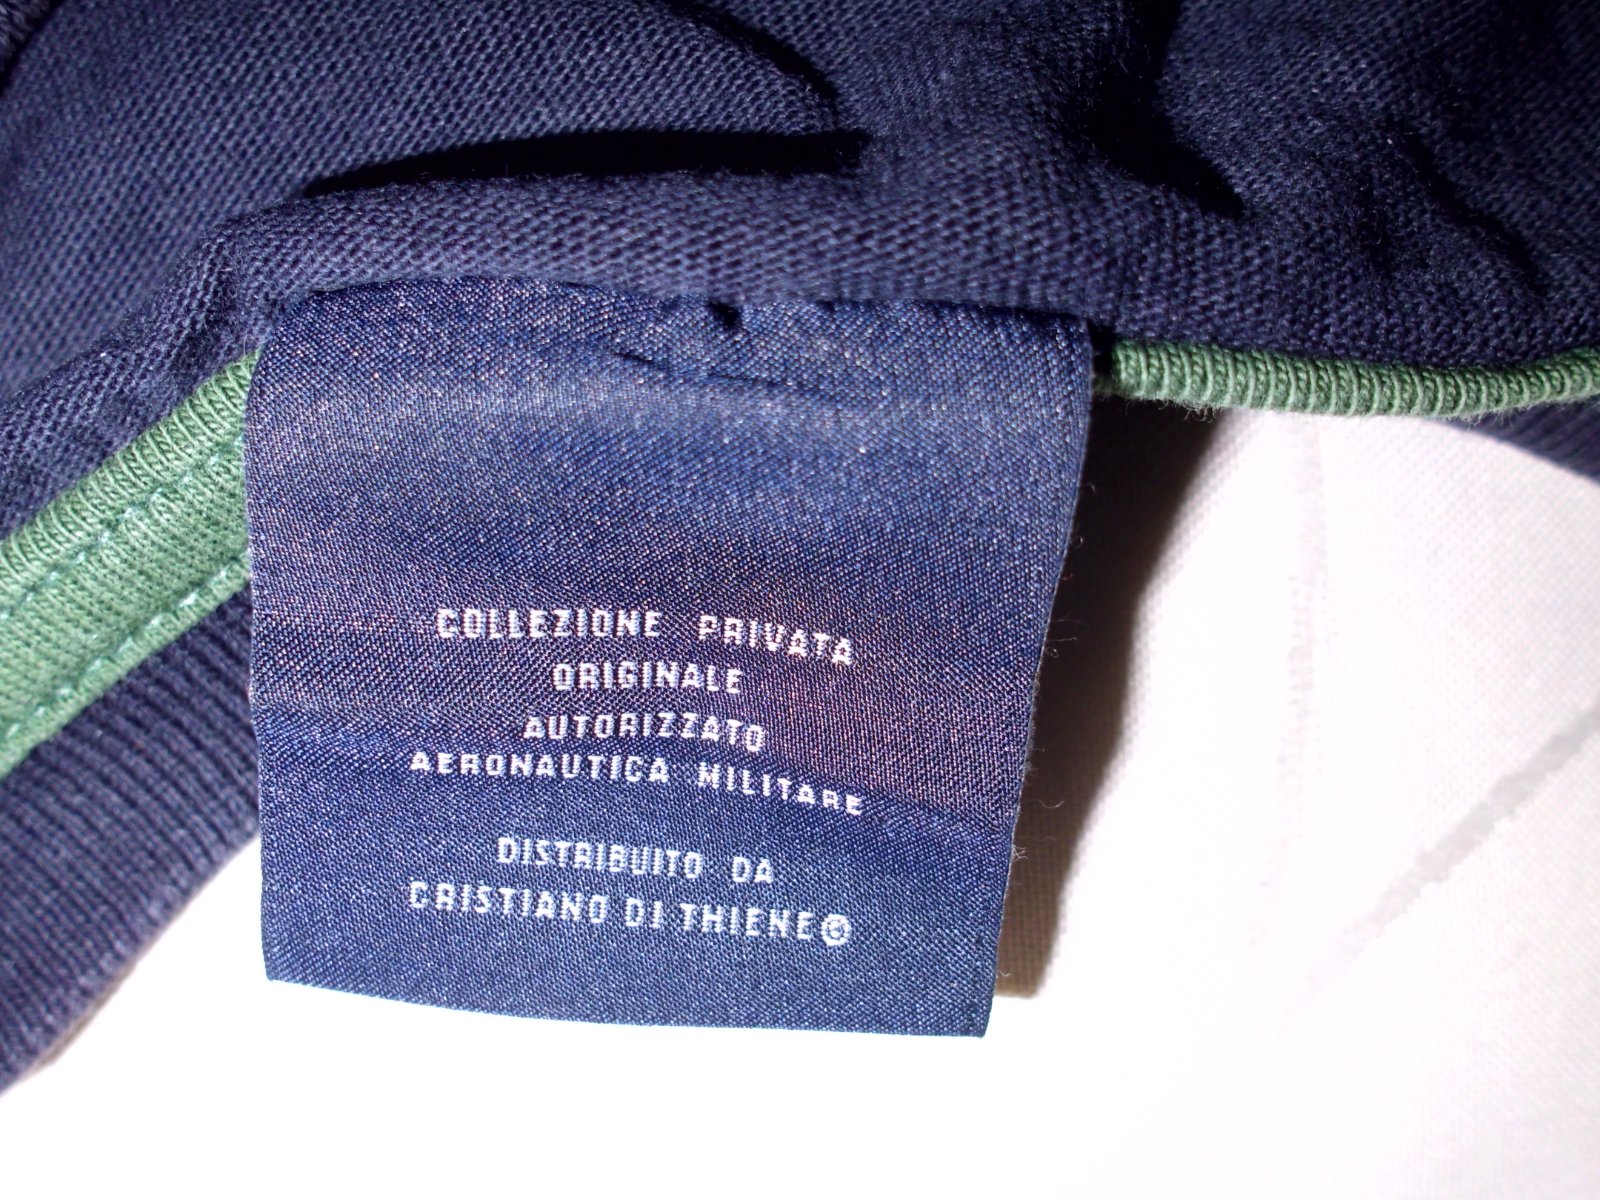 COLLEZIONE PRIVATA
ORIGINALE
AUTORIZZATO
AERONAUTICA MILITARE
DISTRIBUITO DA
CRISTIANO DI THIENE®